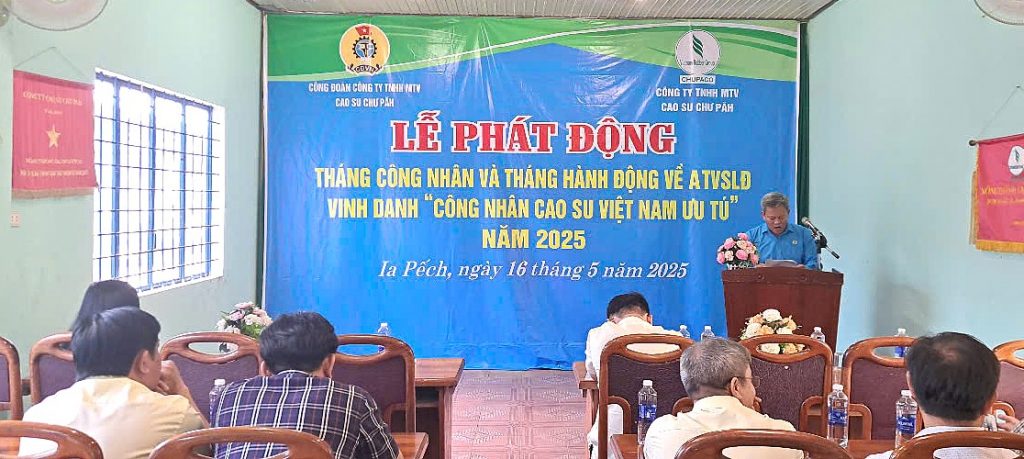 CÔNG ĐOÀN CÔNG TY TNHH MTV
CAO SU CHƯ PĂH
CHUPACO
CÔNG TY TNHH MTV
CAO SU CHƯ PĂH
LỄ PHÁT ĐỘNG
THÁNG CÔNG NHÂN VÀ THÁNG HÀNH ĐỘNG VỀ ATVSLĐ
VINH DANH “CÔNG NHÂN CAO SU VIỆT NAM ƯU TÚ”
NĂM 2025
Ia Pếch, ngày 16 tháng 5 năm 2025